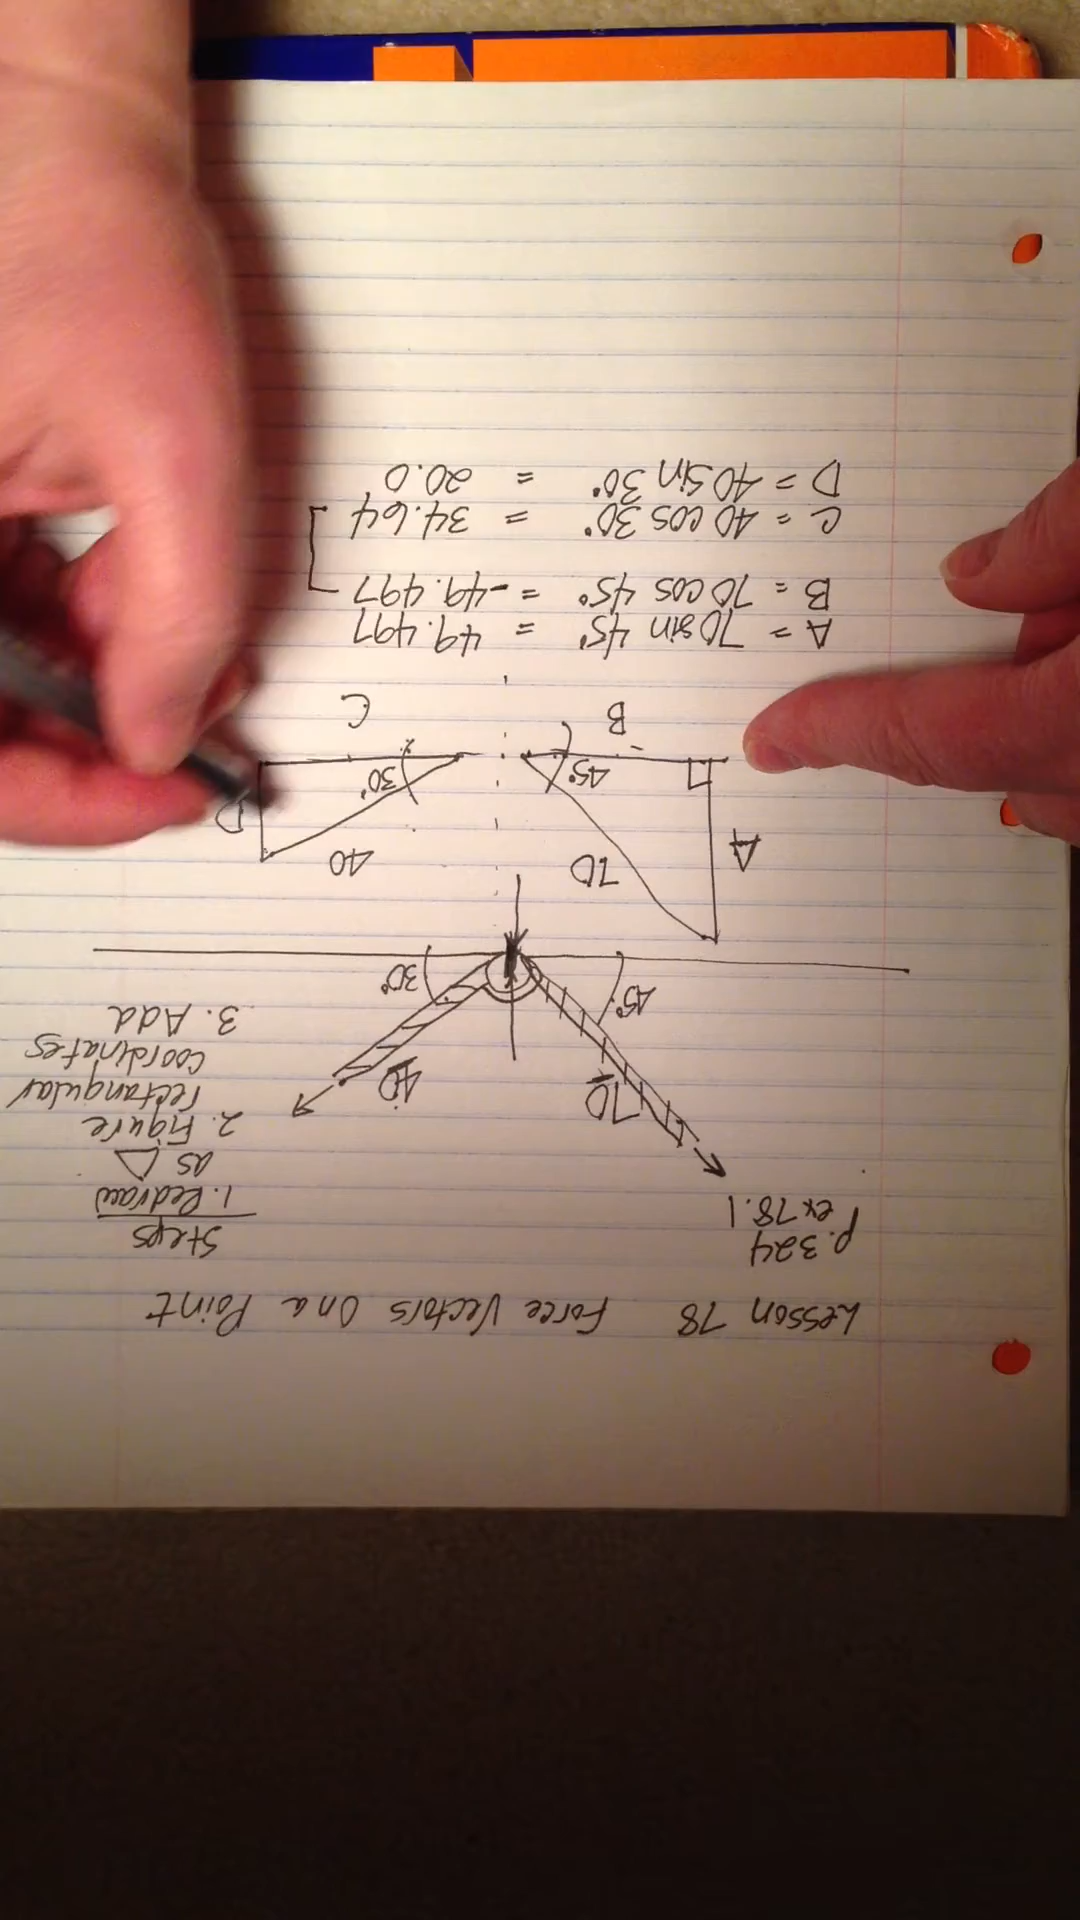 Lesson 78 Force Vectors On a Point
p. 324
ex 78.1
Steps
1. Redraw
as
2. Figure
rectangular
coordinates
3. Add
70
40
45°
30°
A
70
45°
B
40
30°
D
C
A = 70 sin 45° = 49.497
B = 70 cos 45° = -49.497
C = 40 cos 30° = 34.64
D = 40 sin 30° = 20.0